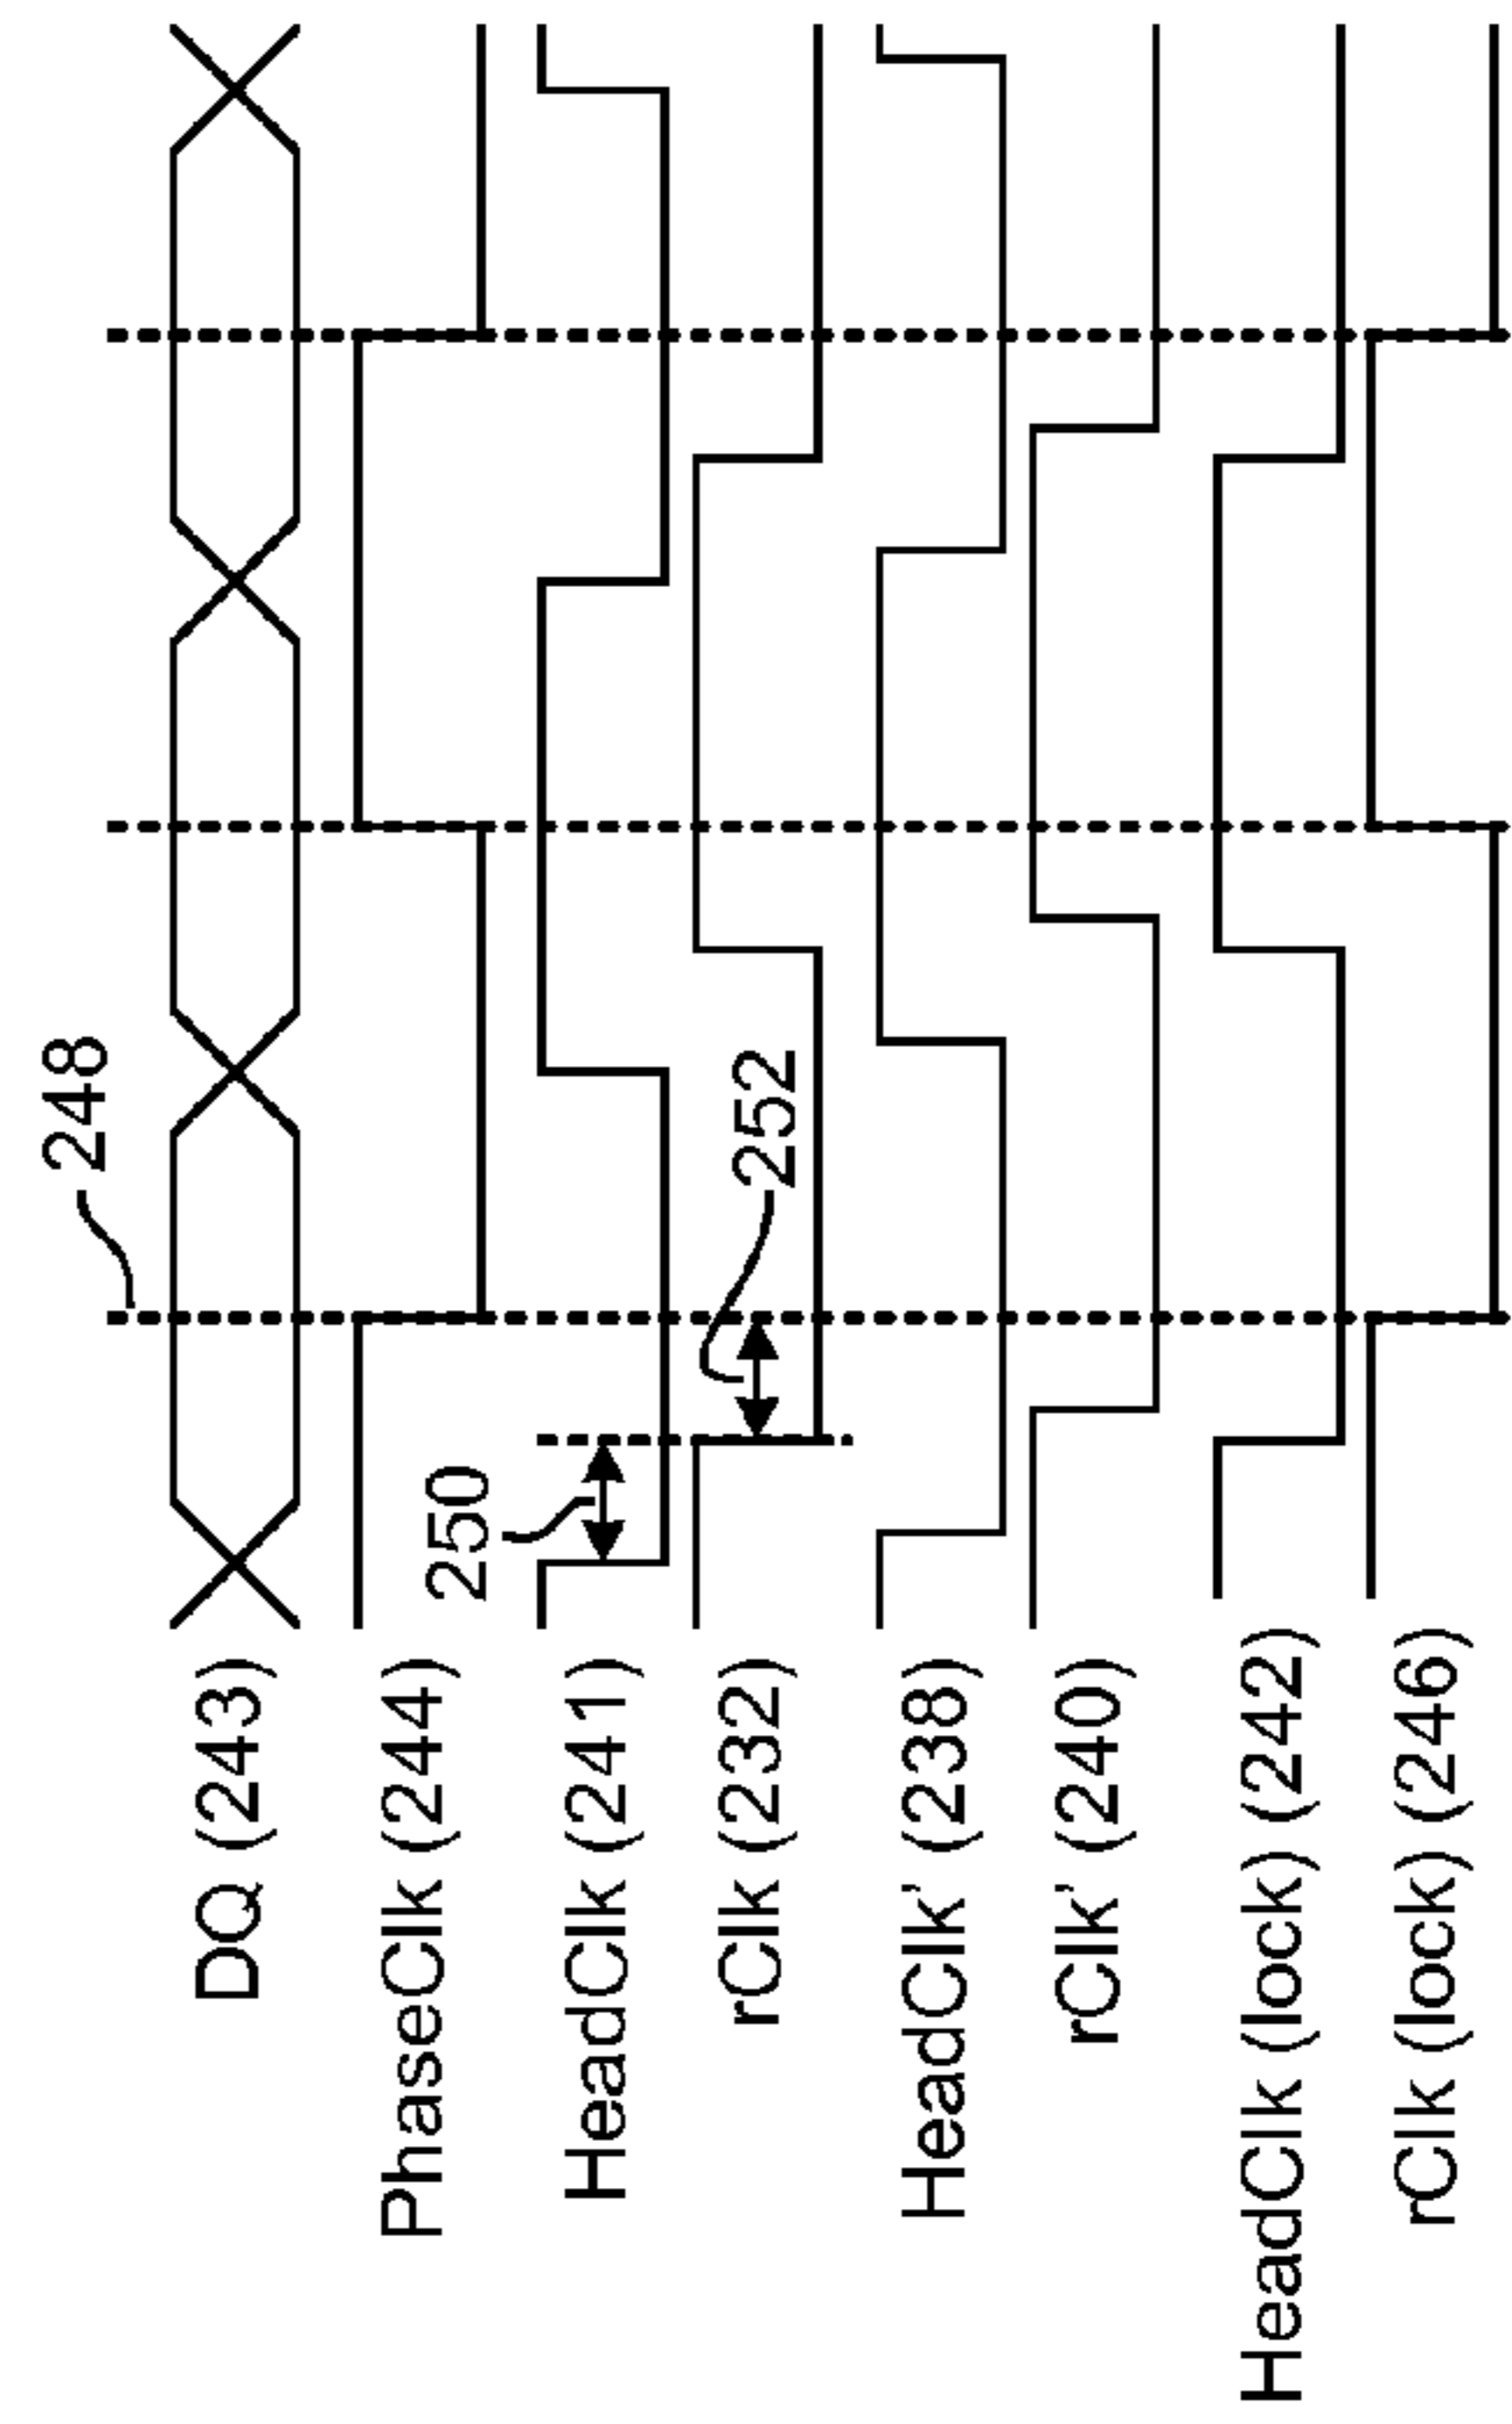 248
DQ (243)
PhaseClk (244)
250
HeadClk (241)
252
rClk (232)
HeadClk’ (238)
rClk’ (240)
HeadClk (lock) (242)
rClk (lock) (246)